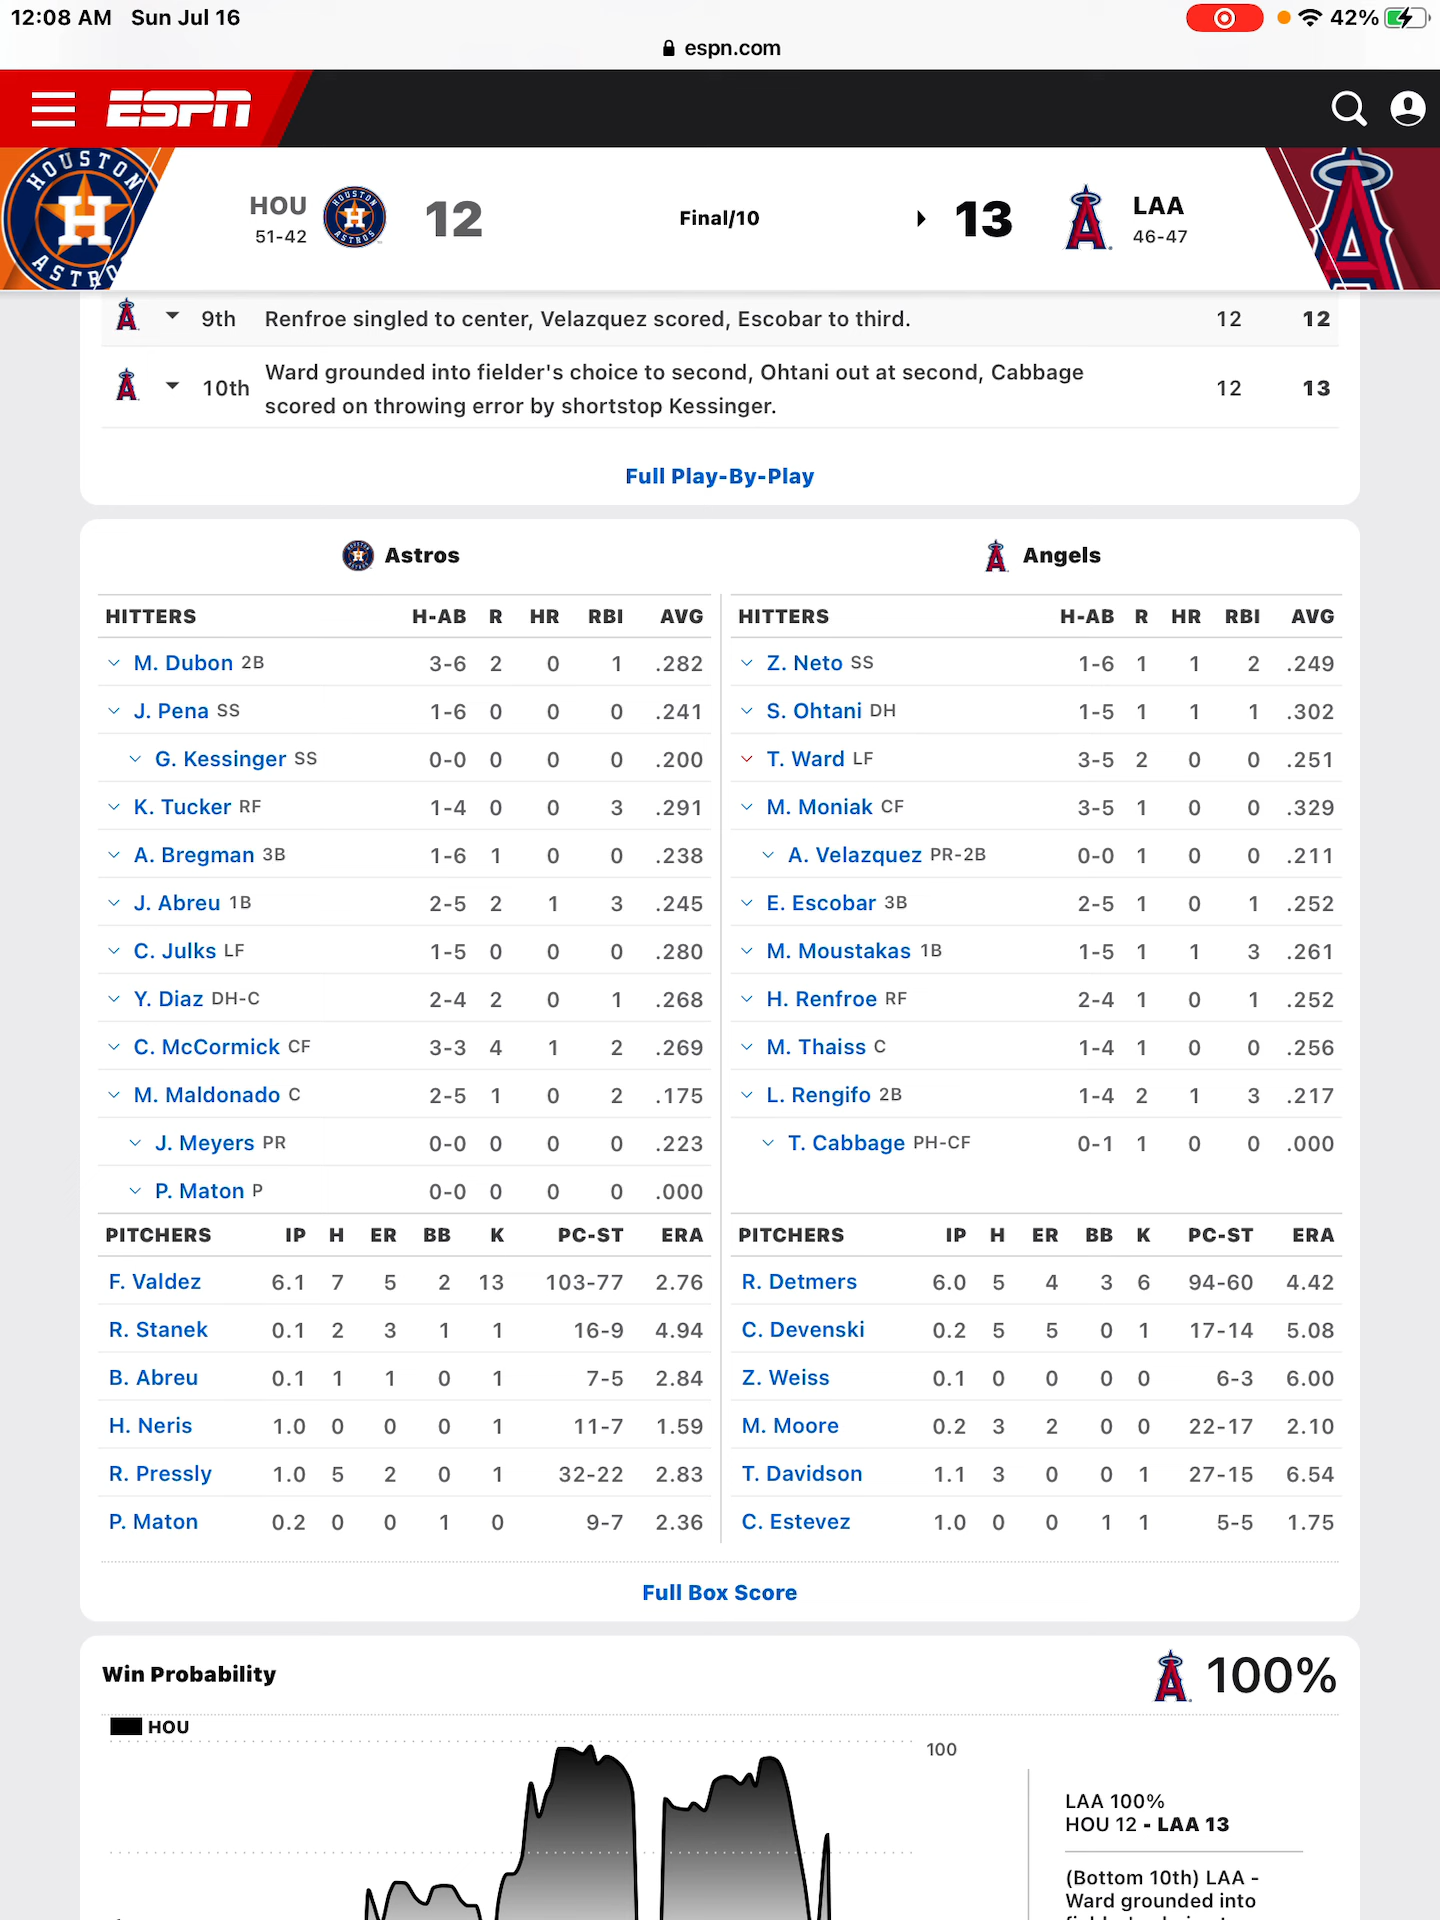 12:08 AM Sun Jul 16 42%
espn.com
ESPN
HOUSTON ASTRO
HOU 12 Final/10 13 LAA
51-42 46-47
9th Renfroe singled to center, Velazquez scored, Escobar to third. 12 12
10th Ward grounded into fielder's choice to second, Ohtani out at second, Cabbage scored on throwing error by shortstop Kessinger. 12 13
Full Play-By-Play
Astros
HITTERS H-AB R HR RBI AVG
M. Dubon 2B 3-6 2 0 1 .282
J. Pena SS 1-6 0 0 0 .241
G. Kessinger SS 0-0 0 0 0 .200
K. Tucker RF 1-4 0 0 3 .291
A. Bregman 3B 1-6 1 0 0 .238
J. Abreu 1B 2-5 2 1 3 .245
C. Julks LF 1-5 0 0 0 .280
Y. Diaz DH-C 2-4 2 0 1 .268
C. McCormick CF 3-3 4 1 2 .269
M. Maldonado C 2-5 1 0 2 .175
J. Meyers PR 0-0 0 0 0 .223
P. Maton P 0-0 0 0 0 .000
PITCHERS IP H ER BB K PC-ST ERA
F. Valdez 6.1 7 5 2 13 103-77 2.76
R. Stanek 0.1 2 3 1 1 16-9 4.94
B. Abreu 0.1 1 1 0 1 7-5 2.84
H. Neris 1.0 0 0 0 1 11-7 1.59
R. Pressly 1.0 5 2 0 1 32-22 2.83
P. Maton 0.2 0 0 1 0 9-7 2.36
Angels
HITTERS H-AB R HR RBI AVG
Z. Neto SS 1-6 1 1 2 .249
S. Ohtani DH 1-5 1 1 1 .302
T. Ward LF 3-5 2 0 0 .251
M. Moniak CF 3-5 1 0 0 .329
A. Velazquez PR-2B 0-0 1 0 0 .211
E. Escobar 3B 2-5 1 0 1 .252
M. Moustakas 1B 1-5 1 1 3 .261
H. Renfroe RF 2-4 1 0 1 .252
M. Thaiss C 1-4 1 0 0 .256
L. Rengifo 2B 1-4 2 1 3 .217
T. Cabbage PH-CF 0-1 1 0 0 .000
PITCHERS IP H ER BB K PC-ST ERA
R. Detmers 6.0 5 4 3 6 94-60 4.42
C. Devenski 0.2 5 5 0 1 17-14 5.08
Z. Weiss 0.1 0 0 0 0 6-3 6.00
M. Moore 0.2 3 2 0 0 22-17 2.10
T. Davidson 1.1 3 0 0 1 27-15 6.54
C. Estevez 1.0 0 0 1 1 5-5 1.75
Full Box Score
Win Probability 100%
HOU
100
LAA 100%
HOU 12 - LAA 13
(Bottom 10th) LAA -
Ward grounded into